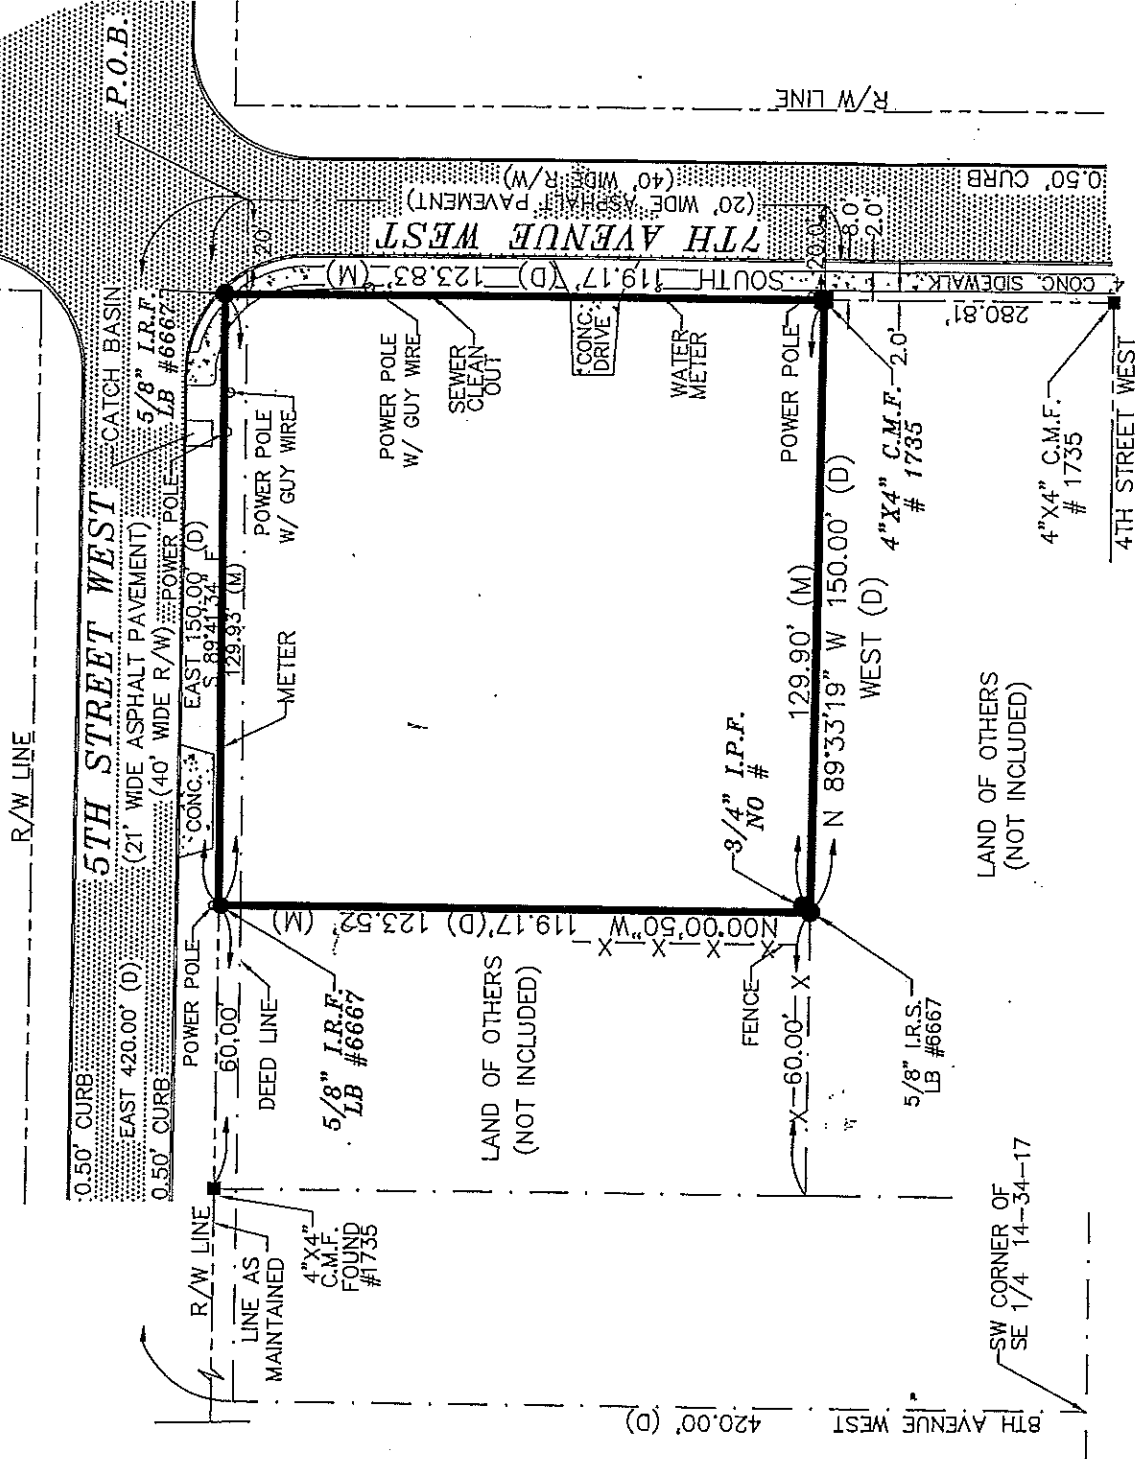 R/W LINE
0.50' CURB
EAST 420.00' (D)
0.50' CURB
5TH STREET WEST
(21' WIDE ASPHALT PAVEMENT)
(40' WIDE R/W)
POWER POLE
CATCH BASIN
5/8" I.R.F.
LB #6667
P.O.B.
R/W LINE
LINE AS
MAINTAINED
4"X4"
C.M.F.
FOUND
#1735
POWER POLE
60.00'
DEED LINE
5/8" I.R.F.
LB #6667
CONC.
EAST 150.00' (D)
S 89°41'34" E
129.93' (M)
METER
POWER POLE
W/ GUY WIRE
20'
7TH AVENUE WEST
(20' WIDE ASPHALT PAVEMENT)
(40' WIDE R/W)
R/W LINE
0.50' CURB
SOUTH 119.17' (D) 123.83' (M)
POWER POLE
W/ GUY WIRE
SEWER
CLEAN
OUT
CONC.
DRIVE
WATER
METER
POWER POLE
20.0'
8.0'
2.0'
2.0'
4' CONC. SIDEWALK
280.81'
4"X4" C.M.F.
# 1735
4"X4" C.M.F.
# 1735
4TH STREET WEST
N00°00'50"W 119.17'(D) 123.52' (M)
LAND OF OTHERS
(NOT INCLUDED)
X X X X
FENCE
X 60.00' X
3/4" I.P.F.
NO #
129.90' (M)
N 89°33'19" W 150.00' (D)
WEST (D)
5/8" I.R.S.
LB #6667
LAND OF OTHERS
(NOT INCLUDED)
SW CORNER OF
SE 1/4 14-34-17
8TH AVENUE WEST 420.00' (D)